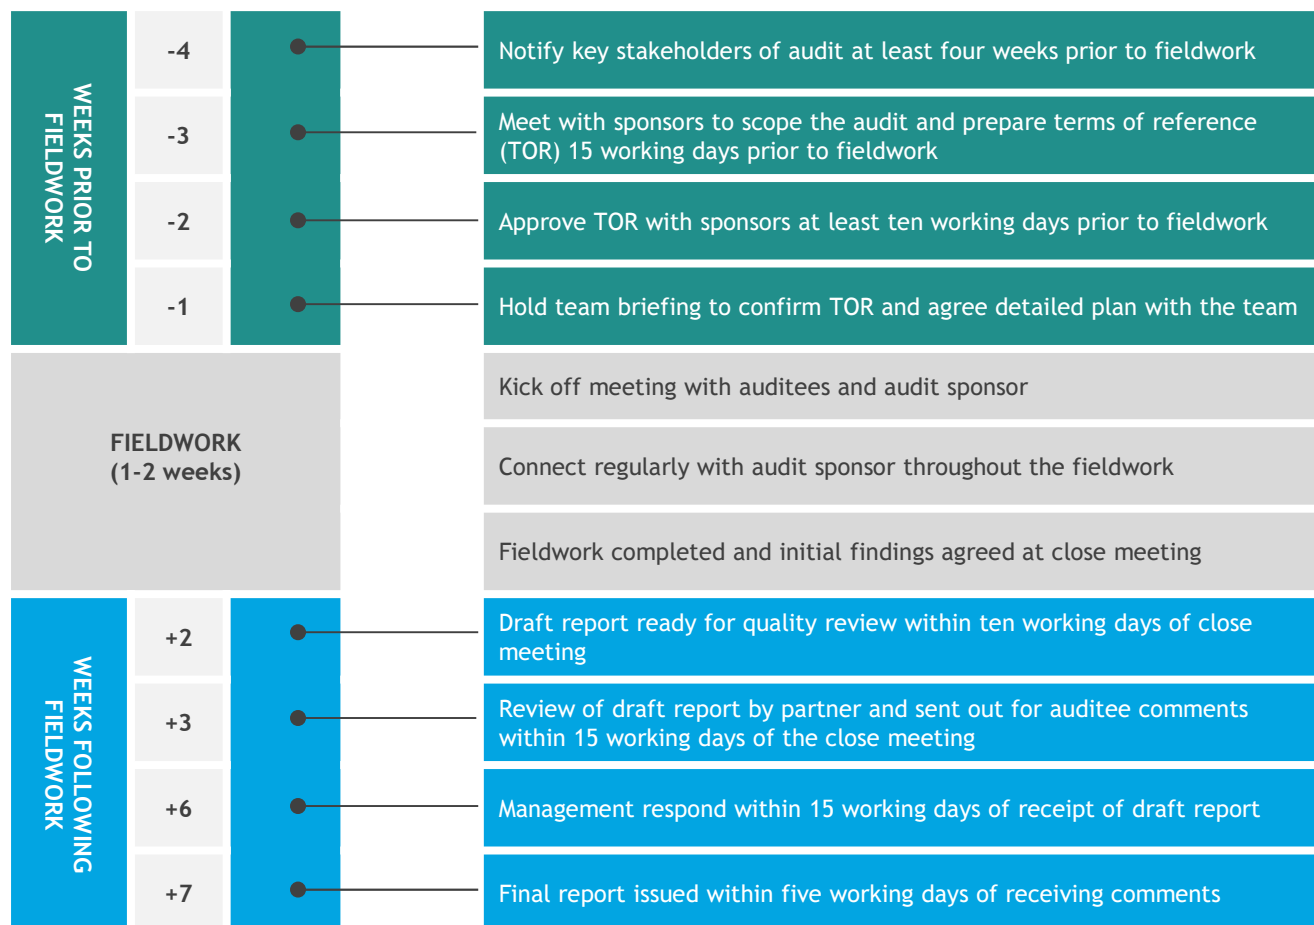 WEEKS PRIOR TO
FIELDWORK
-4
Notify key stakeholders of audit at least four weeks prior to fieldwork
-3
Meet with sponsors to scope the audit and prepare terms of reference
(TOR) 15 working days prior to fieldwork
-2
Approve TOR with sponsors at least ten working days prior to fieldwork
-1
Hold team briefing to confirm TOR and agree detailed plan with the team
FIELDWORK
(1-2 weeks)
Kick off meeting with auditees and audit sponsor
Connect regularly with audit sponsor throughout the fieldwork
Fieldwork completed and initial findings agreed at close meeting
WEEKS FOLLOWING
FIELDWORK
+2
Draft report ready for quality review within ten working days of close
meeting
+3
Review of draft report by partner and sent out for auditee comments
within 15 working days of the close meeting
+6
Management respond within 15 working days of receipt of draft report
+7
Final report issued within five working days of receiving comments